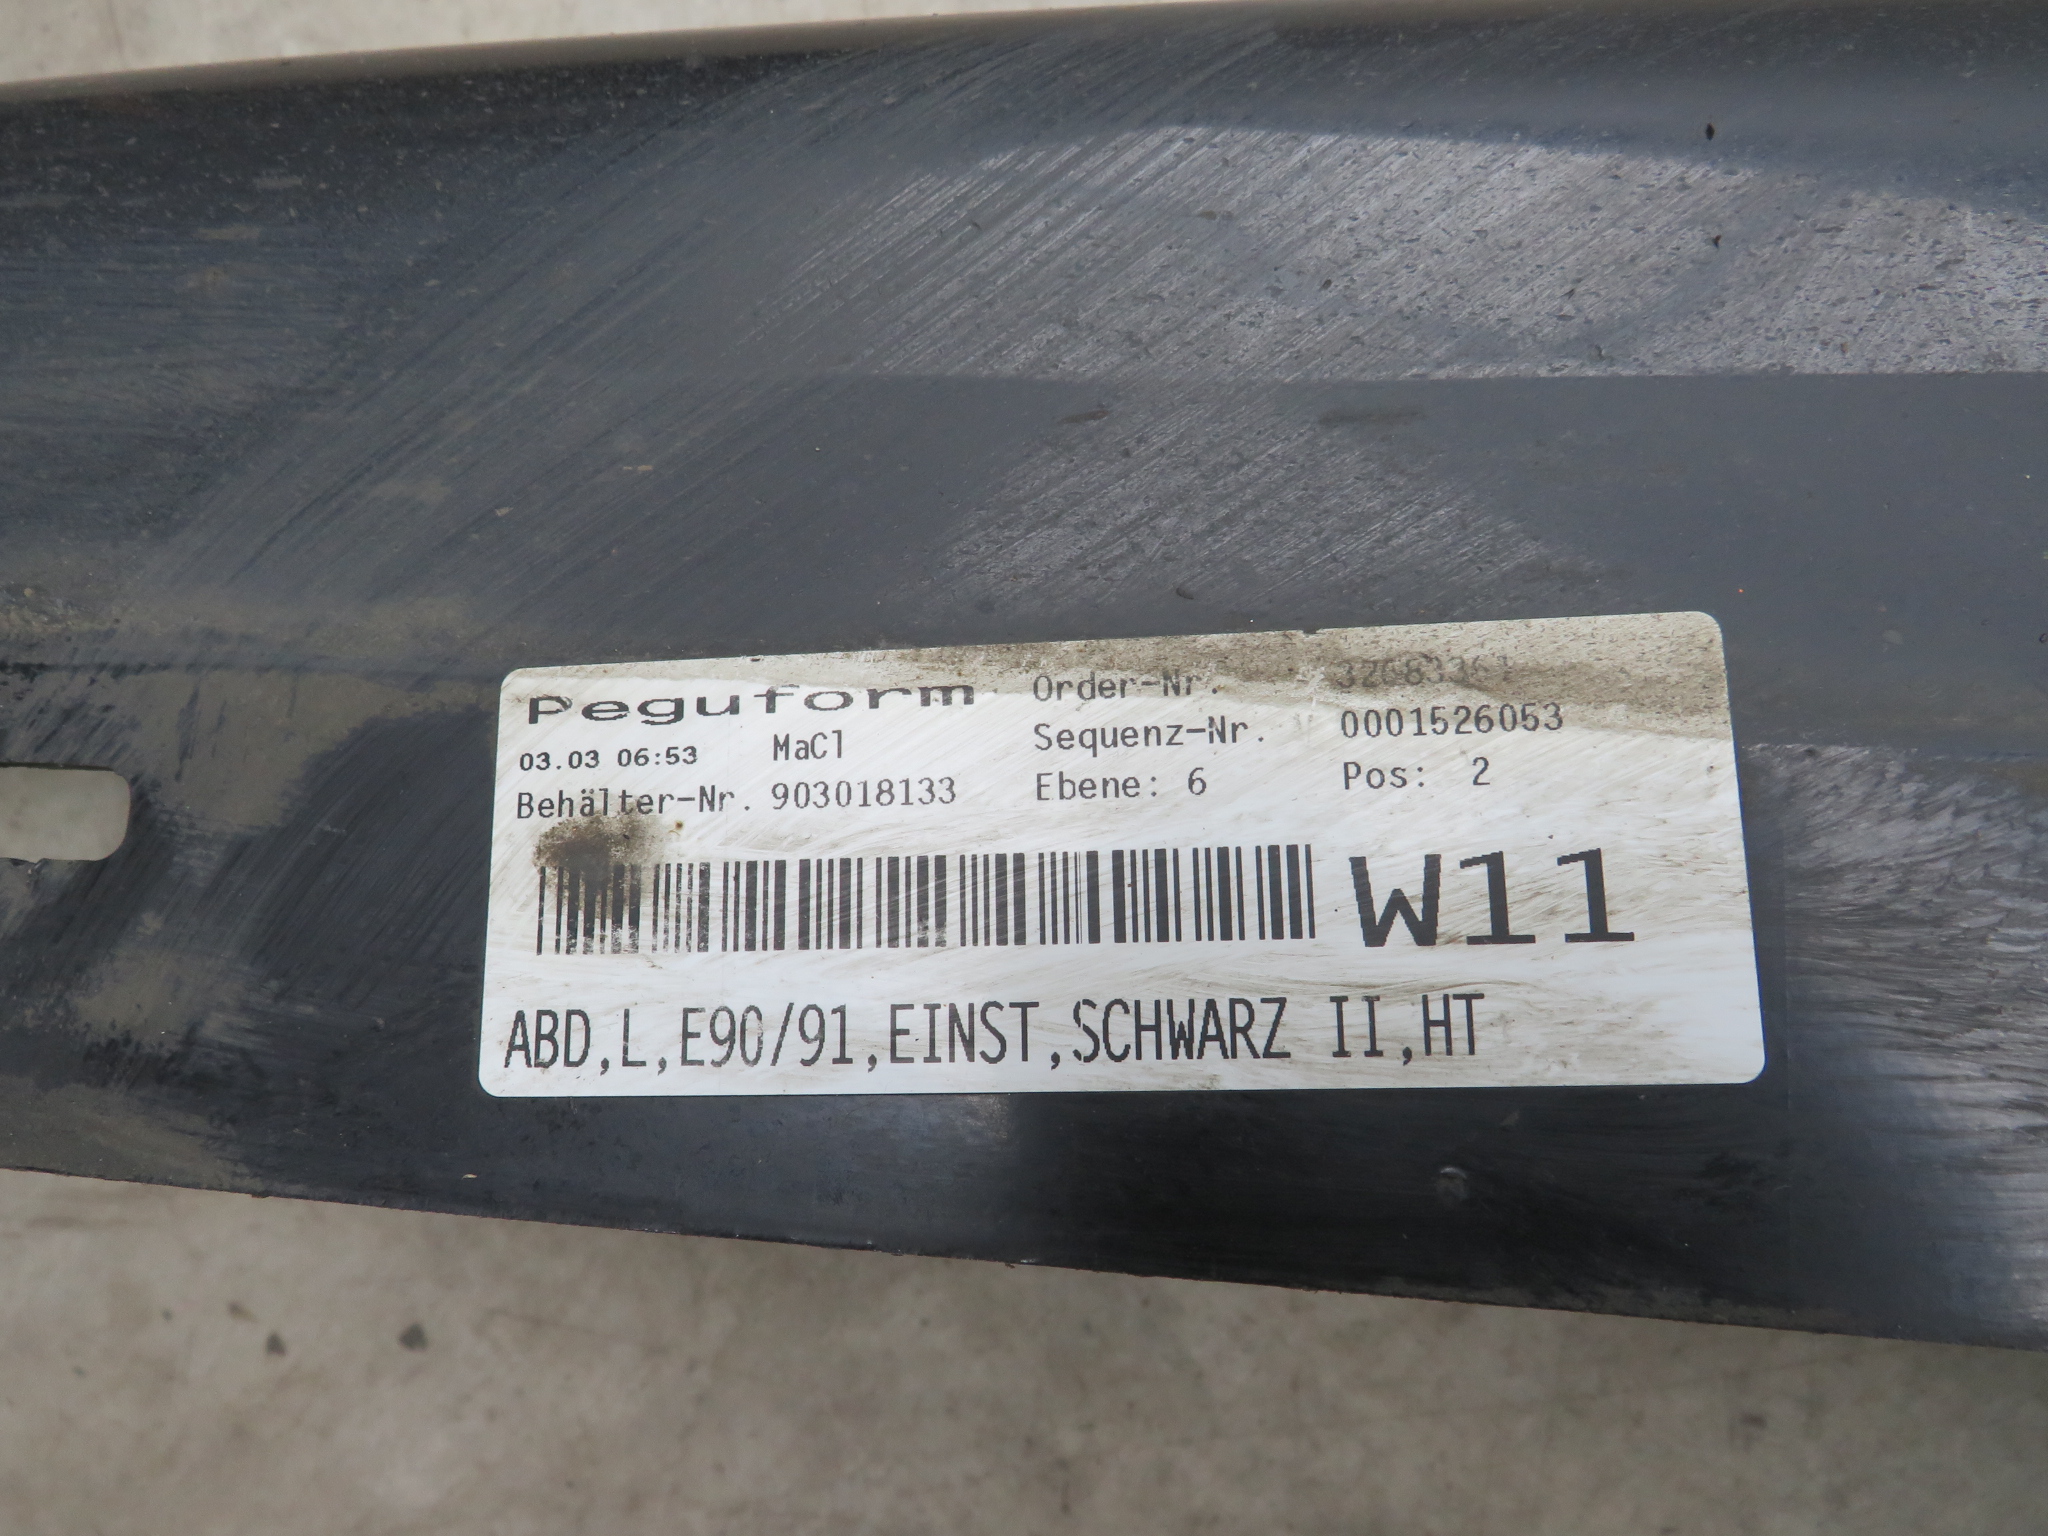 Peguform Order-Nr.
03.03 06:53 MaCl Sequenz-Nr. 0001526053
Behälter-Nr. 903018133 Ebene: 6 Pos: 2
W11
ABD,L,E90/91,EINST,SCHWARZ II,HT